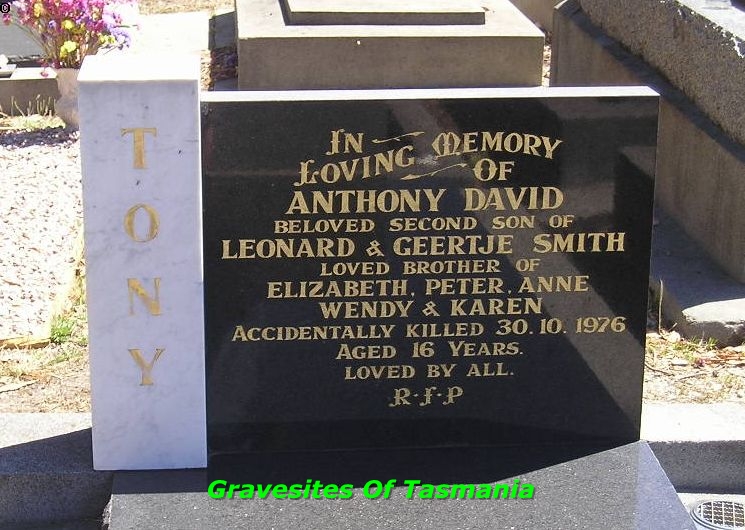 TONY
IN MEMORY
LOVING OF
ANTHONY DAVID
BELOVED SECOND SON OF
LEONARD & GEERTJE SMITH
LOVED BROTHER OF
ELIZABETH, PETER, ANNE
WENDY & KAREN
ACCIDENTALLY KILLED 30. 10. 1976
AGED 16 YEARS.
LOVED BY ALL.
R·I·P
Gravesites Of Tasmania